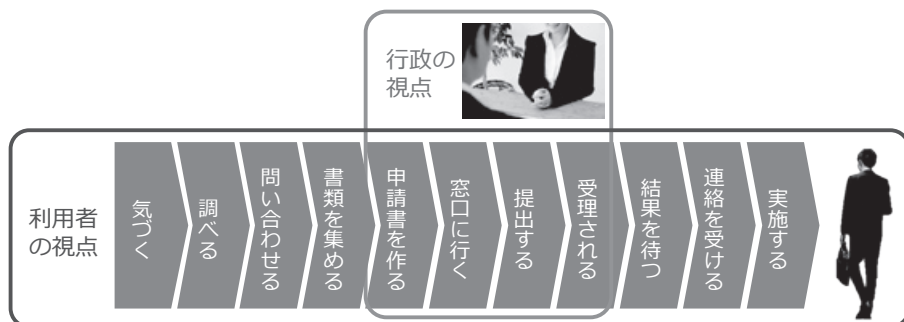 行政の
視点
利用者
の視点
気づく
調べる
問い合わせる
書類を集める
申請書を作る
窓口に行く
提出する
受理される
結果を待つ
連絡を受ける
実施する